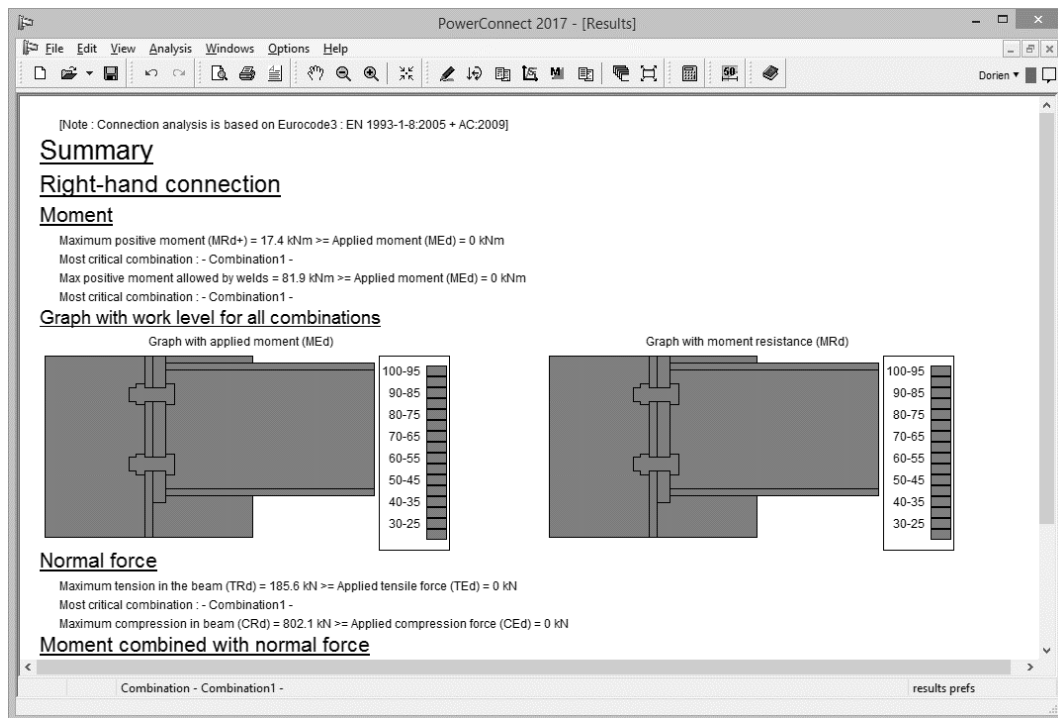 PowerConnect 2017 - [Results]
File Edit View Analysis Windows Options Help
50
Dorien
[Note : Connection analysis is based on Eurocode3 : EN 1993-1-8:2005 + AC:2009]
Summary
Right-hand connection
Moment
Maximum positive moment (MRd+) = 17.4 kNm >= Applied moment (MEd) = 0 kNm
Most critical combination : - Combination1 -
Max positive moment allowed by welds = 81.9 kNm >= Applied moment (MEd) = 0 kNm
Most critical combination : - Combination1 -
Graph with work level for all combinations
Graph with applied moment (MEd)
100-95
90-85
80-75
70-65
60-55
50-45
40-35
30-25
Graph with moment resistance (MRd)
100-95
90-85
80-75
70-65
60-55
50-45
40-35
30-25
Normal force
Maximum tension in the beam (TRd) = 185.6 kN >= Applied tensile force (TEd) = 0 kN
Most critical combination : - Combination1 -
Maximum compression in beam (CRd) = 802.1 kN >= Applied compression force (CEd) = 0 kN
Moment combined with normal force
Combination - Combination1 -
results prefs